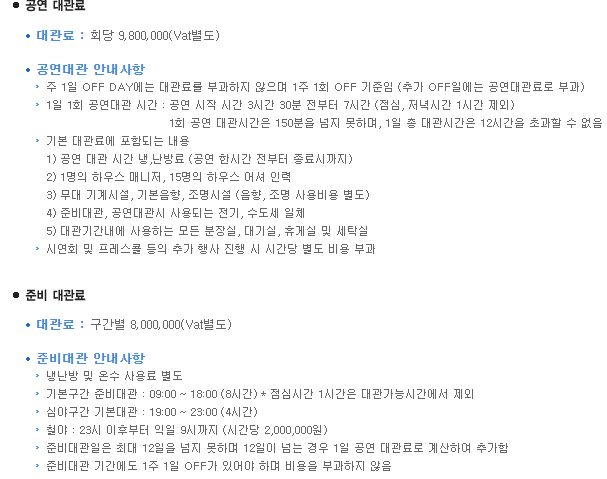 ● 공연 대관료
• 대관료 : 회당 9,800,000(Vat별도)
• 공연대관 안내사항
› 주 1일 OFF DAY에는 대관료를 부과하지 않으며 1주 1회 OFF 기준임 (추가 OFF일에는 공연대관료로 부과)
› 1일 1회 공연대관 시간 : 공연 시작 시간 3시간 30분 전부터 7시간 (점심, 저녁시간 1시간 제외)
1회 공연 대관시간은 150분을 넘지 못하며, 1일 총 대관시간은 12시간을 초과할 수 없음
› 기본 대관료에 포함되는 내용
1) 공연 대관 시간 냉,난방료 (공연 한시간 전부터 종료시까지)
2) 1명의 하우스 매니저, 15명의 하우스 어셔 인력
3) 무대 기계시설, 기본음향, 조명시설 (음향, 조명 사용비용 별도)
4) 준비대관, 공연대관시 사용되는 전기, 수도세 일체
5) 대관기간내에 사용하는 모든 분장실, 대기실, 휴게실 및 세탁실
› 시연회 및 프레스콜 등의 추가 행사 진행 시 시간당 별도 비용 부과
● 준비 대관료
• 대관료 : 구간별 8,000,000(Vat별도)
• 준비대관 안내사항
› 냉난방 및 온수 사용료 별도
› 기본구간 준비대관 : 09:00 ~ 18:00 (8시간) * 점심시간 1시간은 대관가능시간에서 제외
› 심야구간 기본대관 : 19:00 ~ 23:00 (4시간)
› 철야 : 23시 이후부터 익일 9시까지 (시간당 2,000,000원)
› 준비대관일은 최대 12일을 넘지 못하며 12일이 넘는 경우 1일 공연 대관료로 계산하여 추가함
› 준비대관 기간에도 1주 1일 OFF가 있어야 하며 비용을 부과하지 않음